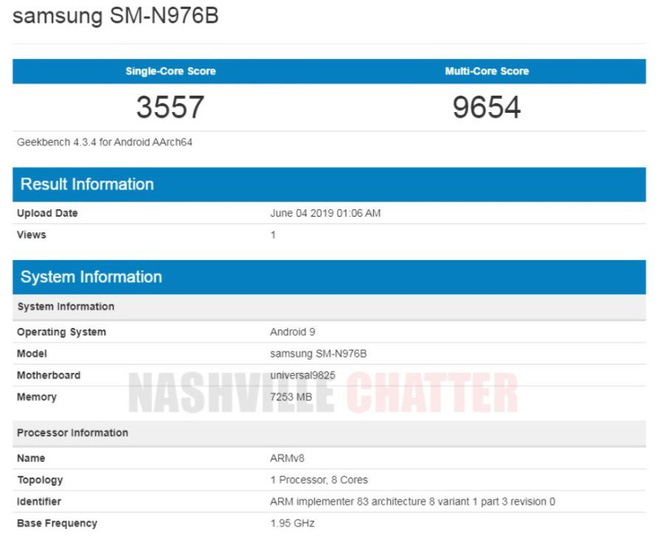 samsung SM-N976B
Single-Core Score Multi-Core Score
3557 9654
Geekbench 4.3.4 for Android AArch64
Result Information
Upload Date June 04 2019 01:06 AM
Views 1
System Information
System Information
Operating System Android 9
Model samsung SM-N976B
Motherboard universal9825
NASHVILLE CHATTER
Memory 7253 MB
Processor Information
Name ARMv8
Topology 1 Processor, 8 Cores
Identifier ARM implementer 83 architecture 8 variant 1 part 3 revision 0
Base Frequency 1.95 GHz